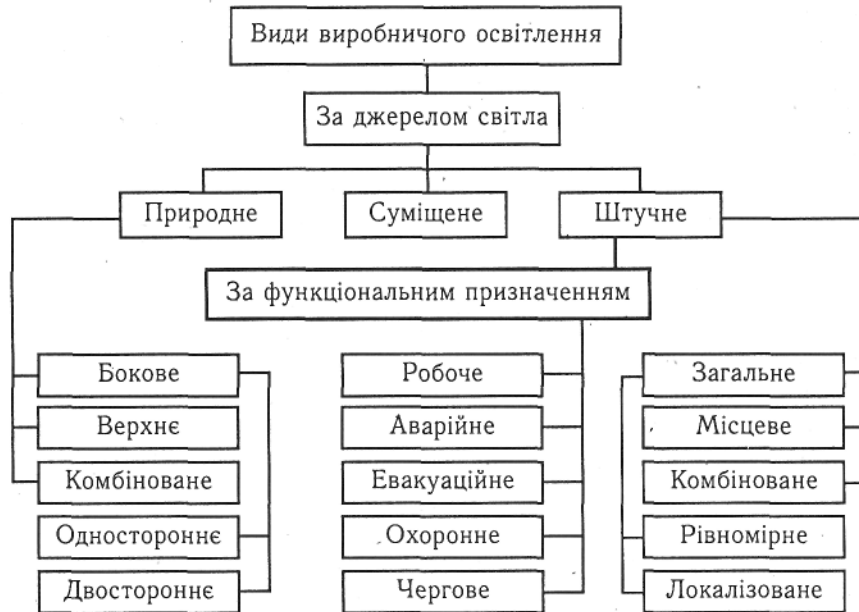 Види виробничого освітлення
За джерелом світла
Природне
Суміщене
Штучне
За функціональним призначенням
Бокове
Робоче
Загальне
Верхнє
Аварійне
Місцеве
Комбіноване
Евакуаційне
Комбіноване
Одностороннє
Охоронне
Рівномірне
Двостороннє
Чергове
Локалізоване